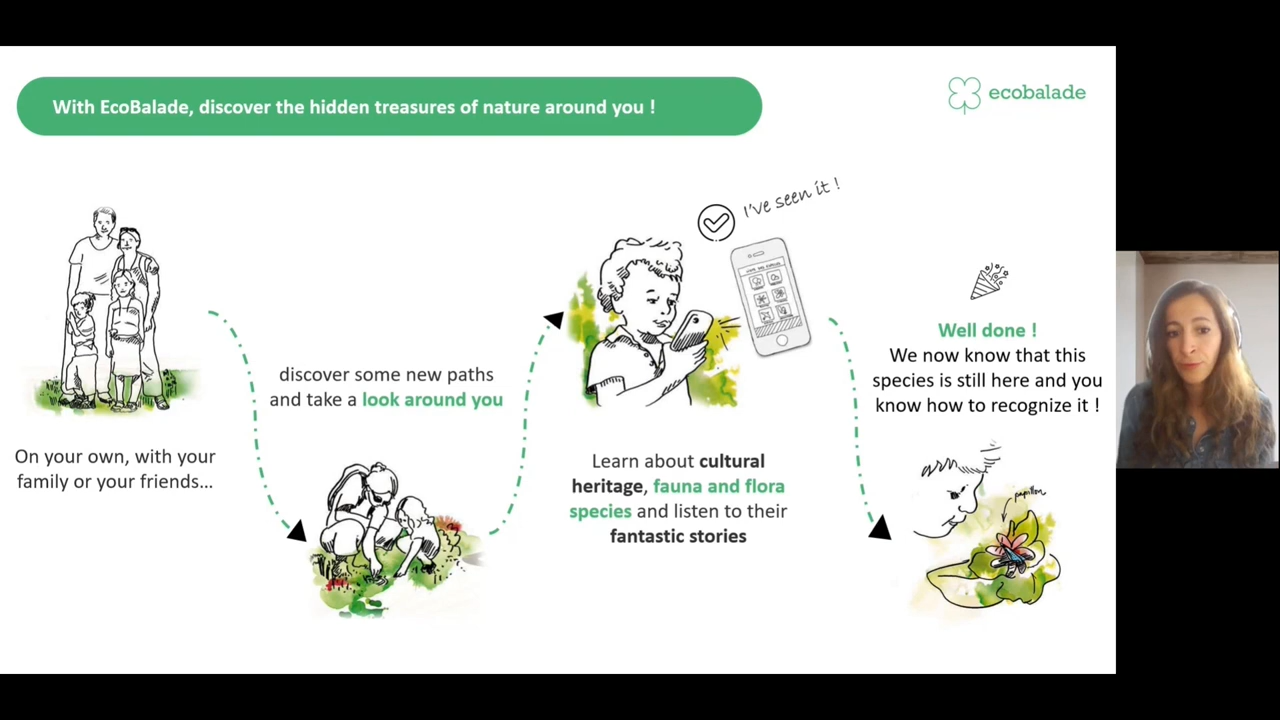 With EcoBalade, discover the hidden treasures of nature around you !
ecobalade
On your own, with your
family or your friends...
discover some new paths
and take a look around you
I've seen it !
Learn about cultural
heritage, fauna and flora
species and listen to their
fantastic stories
Well done !
We now know that this
species is still here and you
know how to recognize it !
papillon